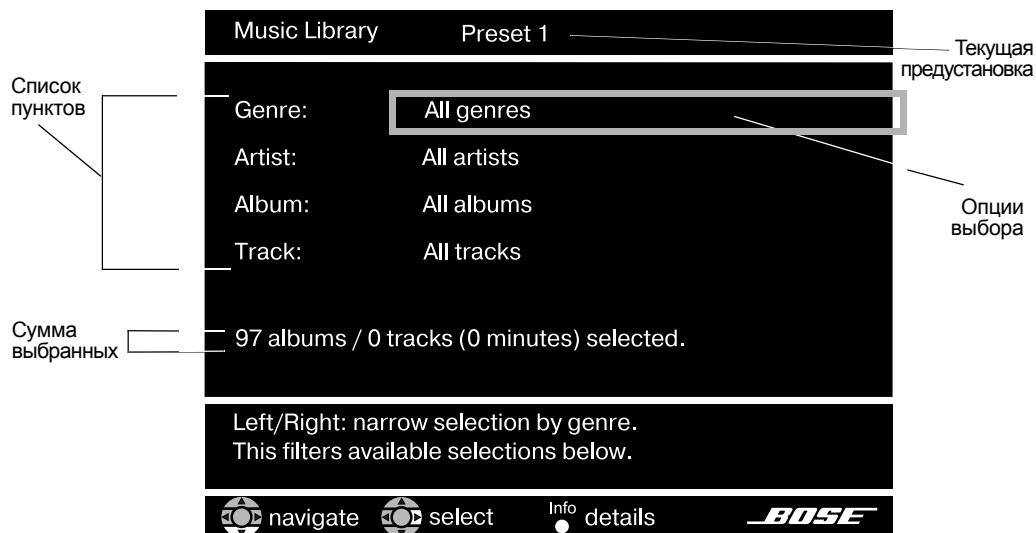 Music Library Preset 1
Текущая
предустановка
Список
пунктов
Genre: All genres
Artist: All artists
Album: All albums
Track: All tracks
Опции
выбора
Сумма
выбранных
97 albums / 0 tracks (0 minutes) selected.
Left/Right: narrow selection by genre.
This filters available selections below.
navigate select Info details BOSE